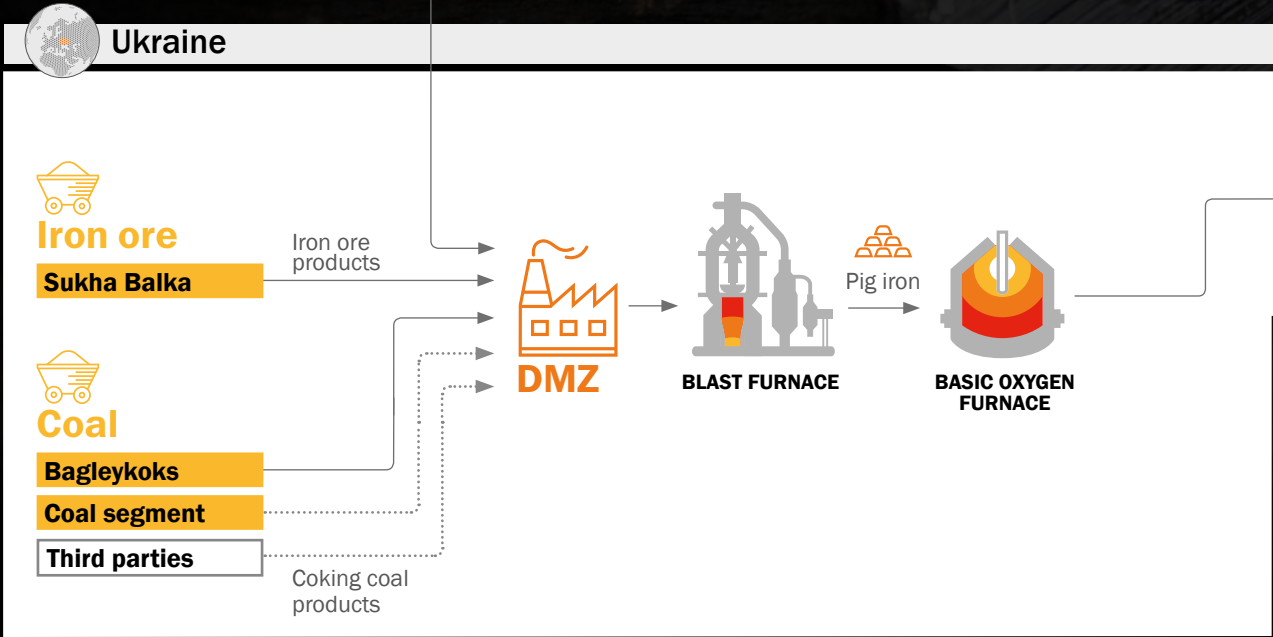 Ukraine
Iron ore
Sukha Balka
Iron ore
products
Coal
Bagleykoks
Coal segment
Third parties
Coking coal
products
DMZ
BLAST FURNACE
Pig iron
BASIC OXYGEN
FURNACE